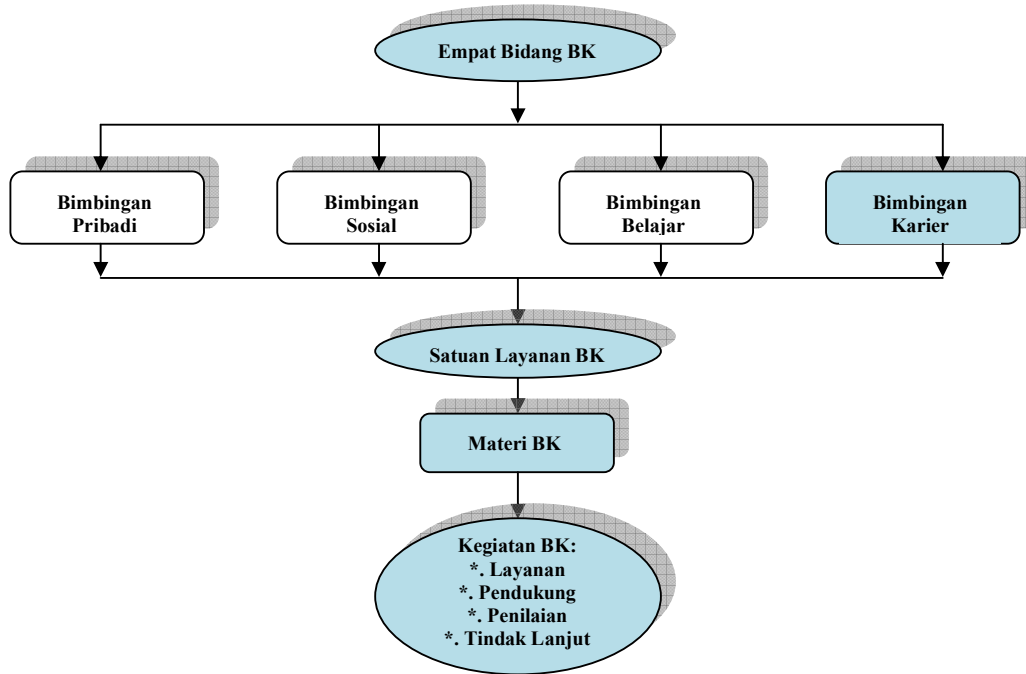 Empat Bidang BK
Bimbingan
Pribadi
Bimbingan
Sosial
Bimbingan
Belajar
Bimbingan
Karier
Satuan Layanan BK
Materi BK
Kegiatan BK:
*. Layanan
*. Pendukung
*. Penilaian
*. Tindak Lanjut